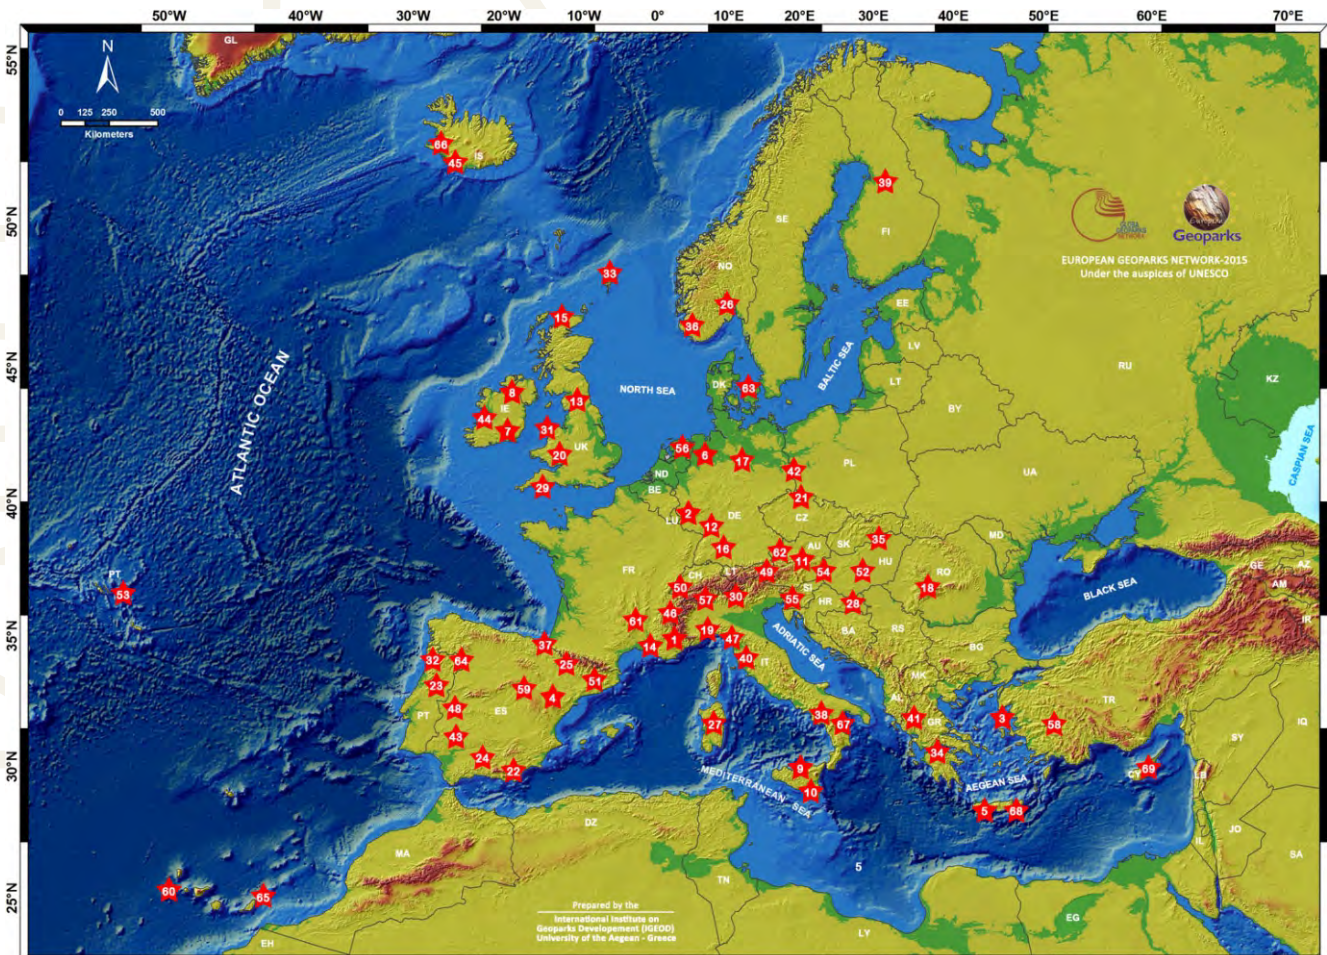 50°W 40°W 30°W 20°W 10°W 0° 10°E 20°E 30°E 40°E 50°E 60°E 70°E
55°N
50°N
45°N
40°N
35°N
30°N
25°N
GL
N
0 125 250 500
Kilometers
66
45
IS
39
SE
FI
GLOBAL
GEOPARKS
NETWORK
Geoparks
EUROPEAN GEOPARKS NETWORK-2015
Under the auspices of UNESCO
33
NO
26
15
36
EE
LV
RU
ATLANTIC OCEAN
NORTH SEA
BALTIC SEA
DK
63
LT
KZ
8
13
IE
44
7
31
UK
20
BY
CASPIAN SEA
56
6
17
42
PL
UA
29
ND
BE
21
CZ
2
LU
DE
12
16
62
AU
11
SK
35
MD
FR
CH
LT
49
54
HU
52
RO
18
GE
AZ
AM
IR
PT
53
50
57
30
SI
55
HR
28
BLACK SEA
61
46
1
14
19
47
40
IT
ADRIATIC SEA
BA
RS
BG
37
32
64
25
51
23
59
4
MK
AL
48
PT
ES
43
24
22
27
38
67
41
GR
34
3
58
TR
IQ
SY
9
10
MEDITERRANEAN SEA
AEGEAN SEA
CY
69
LB
5
68
DZ
MA
JD
IL
SA
60
65
TN
5
EH
LY
EG
Prepared by the
International Institute on
Geoparks Developement (IGEOD)
University of the Aegean - Greece